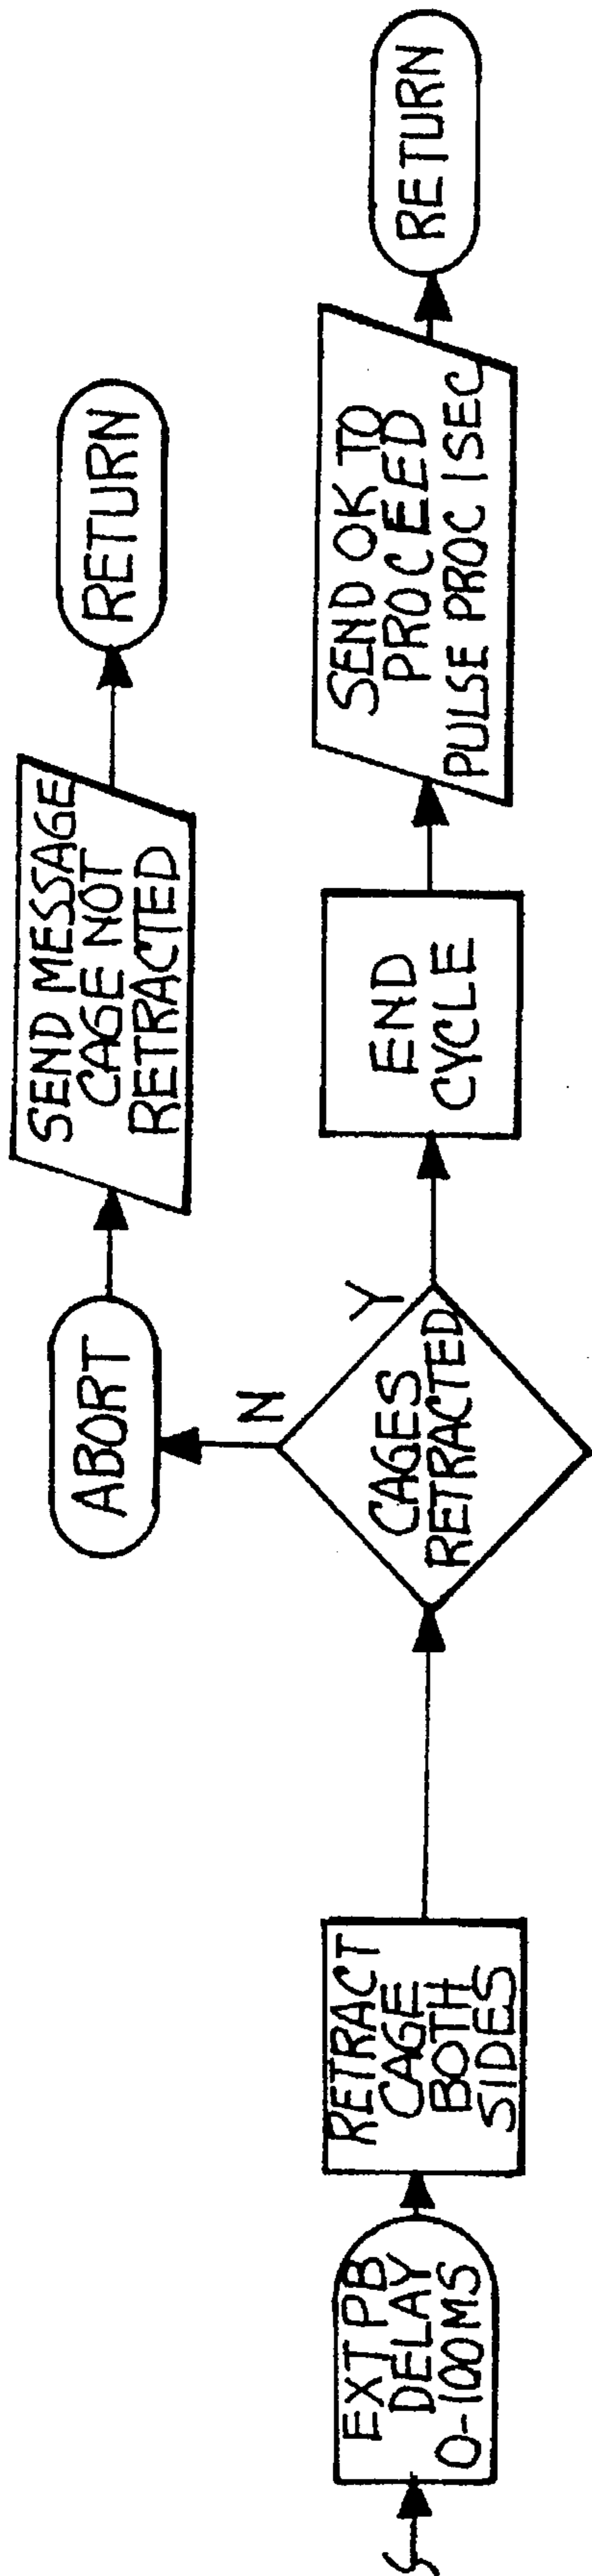 EXT PB
DELAY
0-100MS
RETRACT
CAGE
BOTH
SIDES
CAGES
RETRACTED
N
Y
ABORT
SEND MESSAGE
CAGE NOT
RETRACTED
RETURN
END
CYCLE
SEND OK TO
PROCEED
PULSE PROC 1SEC
RETURN